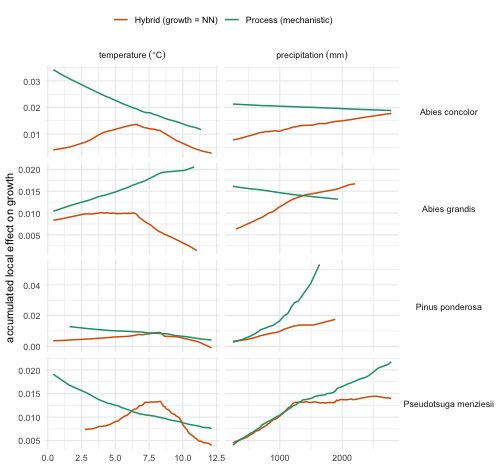 Hybrid (growth = NN) Process (mechanistic)
temperature (°C) precipitation (mm)
0.03
0.02
0.01
Abies concolor
0.020
0.015
0.010
0.005
Abies grandis
0.04
0.02
0.00
Pinus ponderosa
0.020
0.015
0.010
0.005
Pseudotsuga menziesii
0.0 2.5 5.0 7.5 10.0 12.5 1000 2000
accumulated local effect on growth